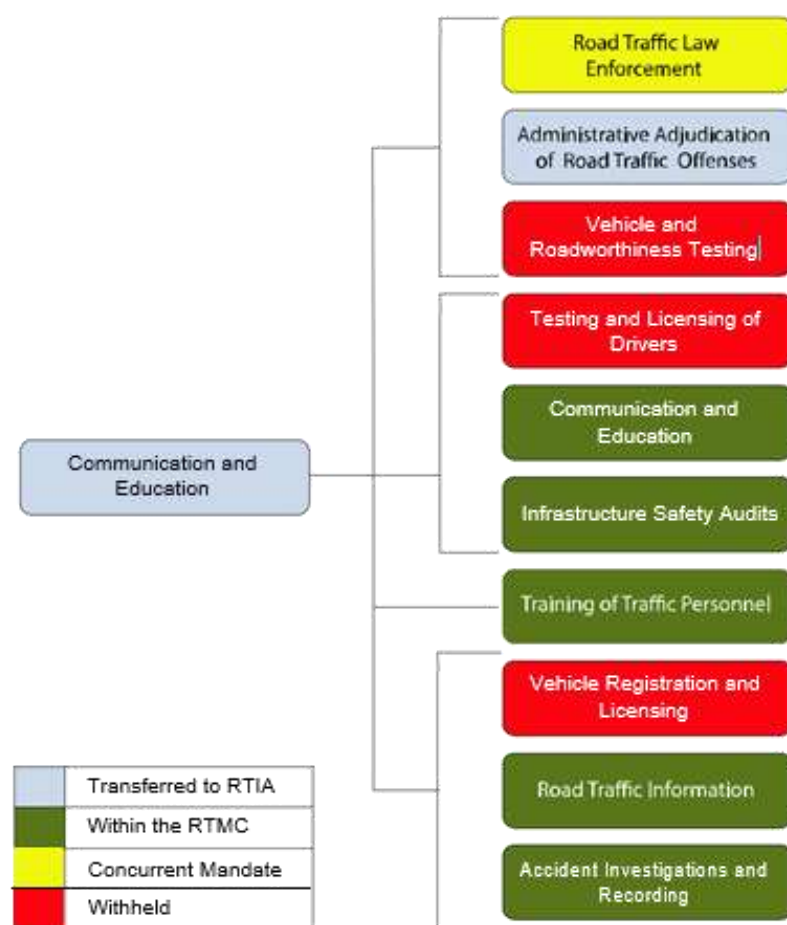 Road Traffic Law
Enforcement
Administrative Adjudication
of Road Traffic Offenses
Vehicle and
Roadworthiness Testing
Testing and Licensing of
Drivers
Communication and
Education
Communication and
Education
Infrastructure Safety Audits
Training of Traffic Personnel
Vehicle Registration and
Licensing
Road Traffic Information
Accident Investigations and
Recording
Transferred to RTIA
Within the RTMC
Concurrent Mandate
Withheld